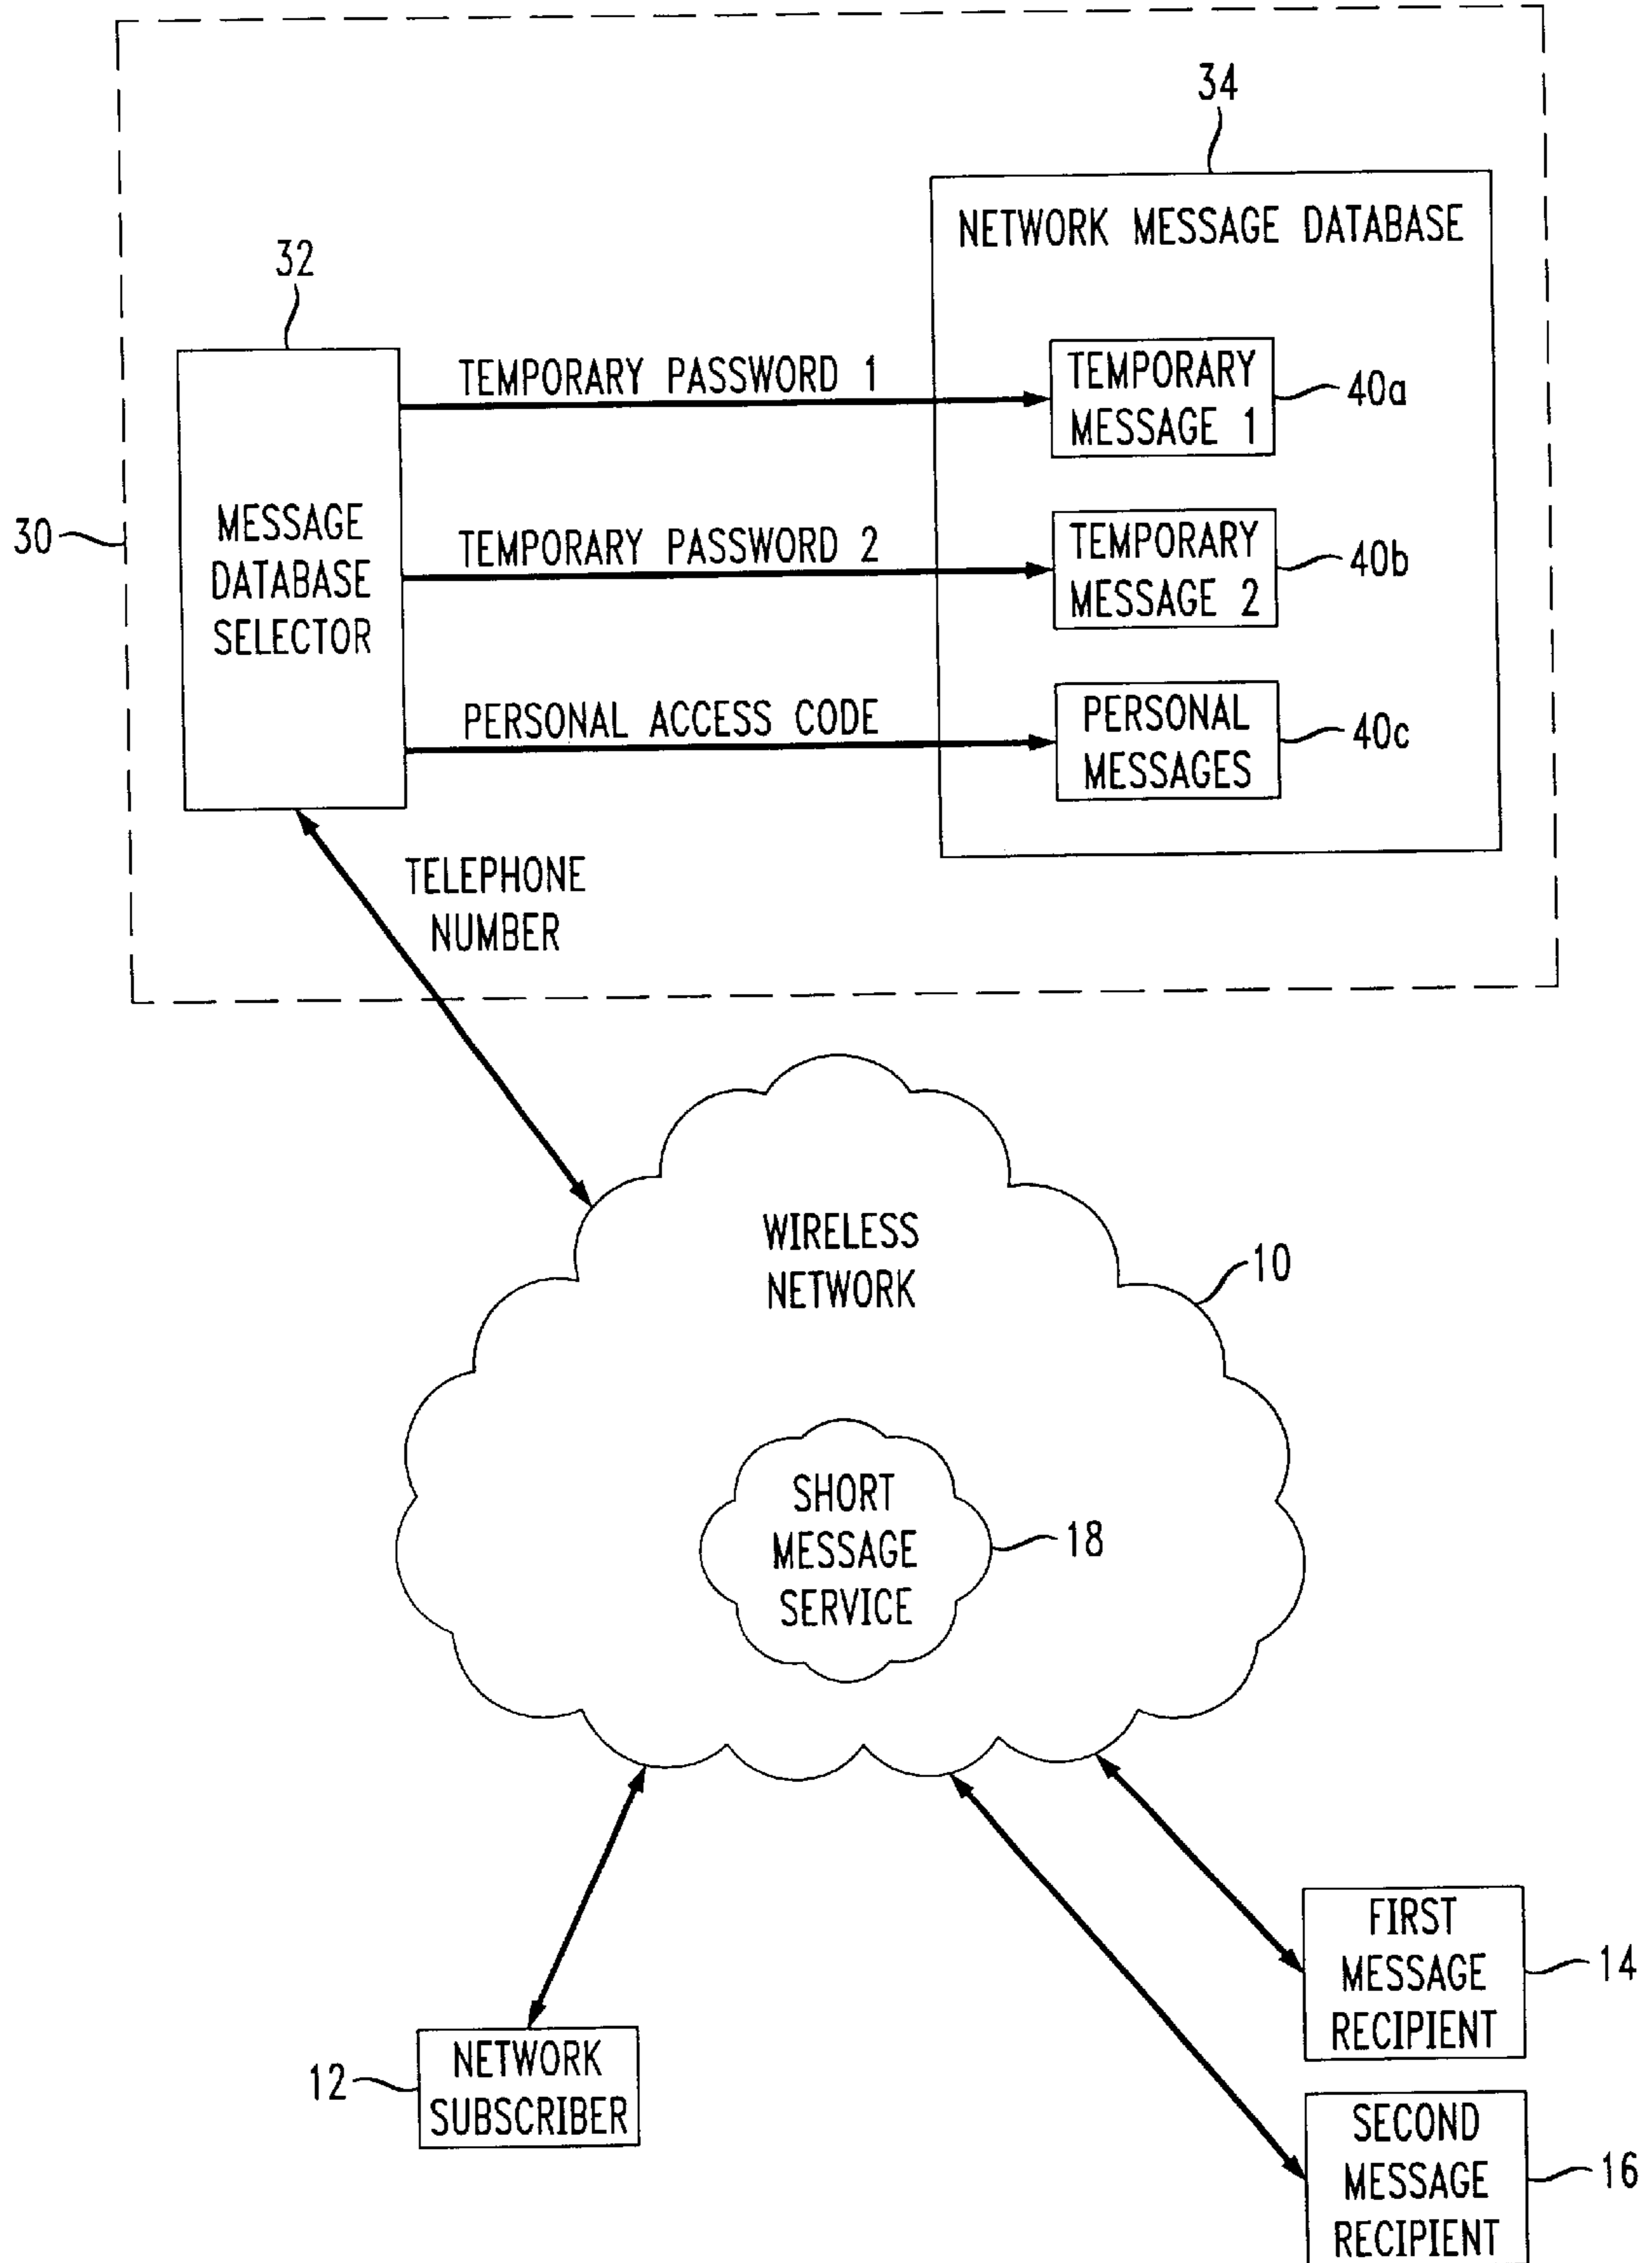 34
NETWORK MESSAGE DATABASE
32
TEMPORARY PASSWORD 1
TEMPORARY
MESSAGE 1
40a
30
MESSAGE
DATABASE
SELECTOR
TEMPORARY PASSWORD 2
TEMPORARY
MESSAGE 2
40b
PERSONAL ACCESS CODE
PERSONAL
MESSAGES
40c
TELEPHONE
NUMBER
WIRELESS
NETWORK
10
SHORT
MESSAGE
SERVICE
18
FIRST
MESSAGE
RECIPIENT
14
12
NETWORK
SUBSCRIBER
SECOND
MESSAGE
RECIPIENT
16